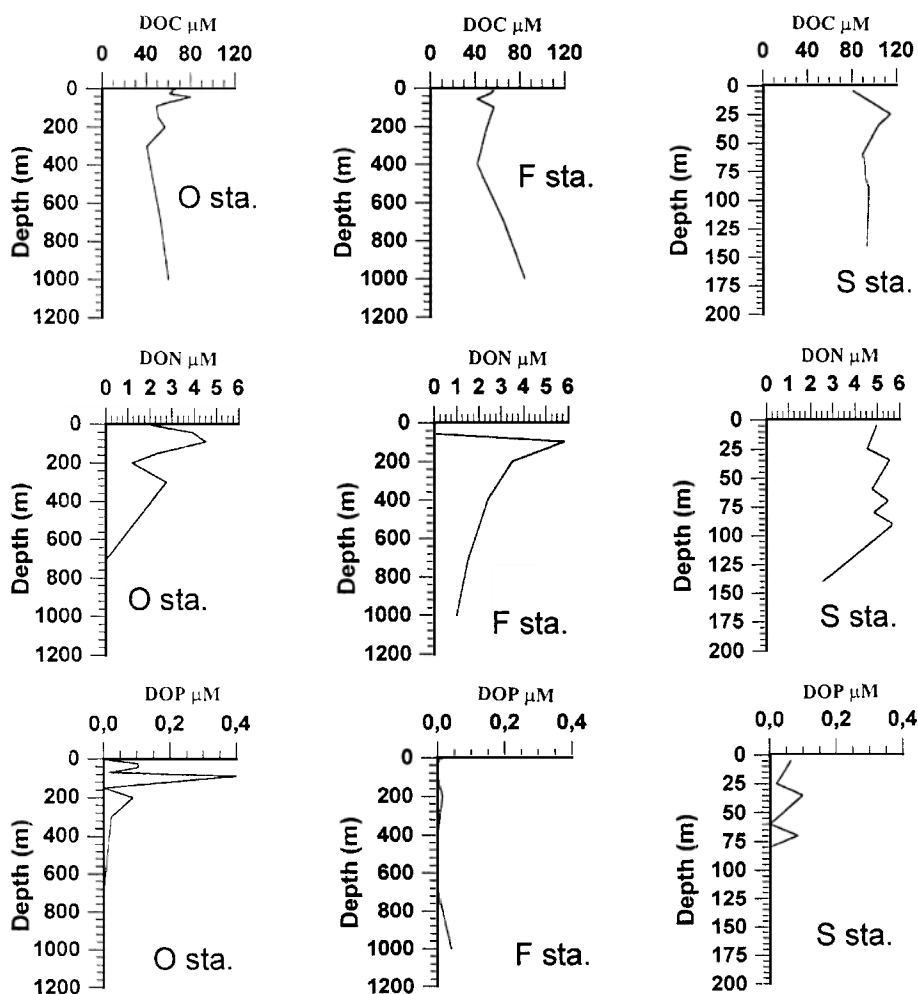 DOC µM
0 40 80 120
0
200
400
600
800
1000
1200
Depth (m)
O sta.
DOC µM
0 40 80 120
0
200
400
600
800
1000
1200
Depth (m)
F sta.
DOC µM
0 40 80 120
0
25
50
75
100
125
150
175
200
Depth (m)
S sta.
DON µM
0 1 2 3 4 5 6
0
200
400
600
800
1000
1200
Depth (m)
O sta.
DON µM
0 1 2 3 4 5 6
0
200
400
600
800
1000
1200
Depth (m)
F sta.
DON µM
0 1 2 3 4 5 6
0
25
50
75
100
125
150
175
200
Depth (m)
S sta.
DOP µM
0,0 0,2 0,4
0
200
400
600
800
1000
1200
Depth (m)
O sta.
DOP µM
0,0 0,2 0,4
0
200
400
600
800
1000
1200
Depth (m)
F sta.
DOP µM
0,0 0,2 0,4
0
25
50
75
100
125
150
175
200
Depth (m)
S sta.